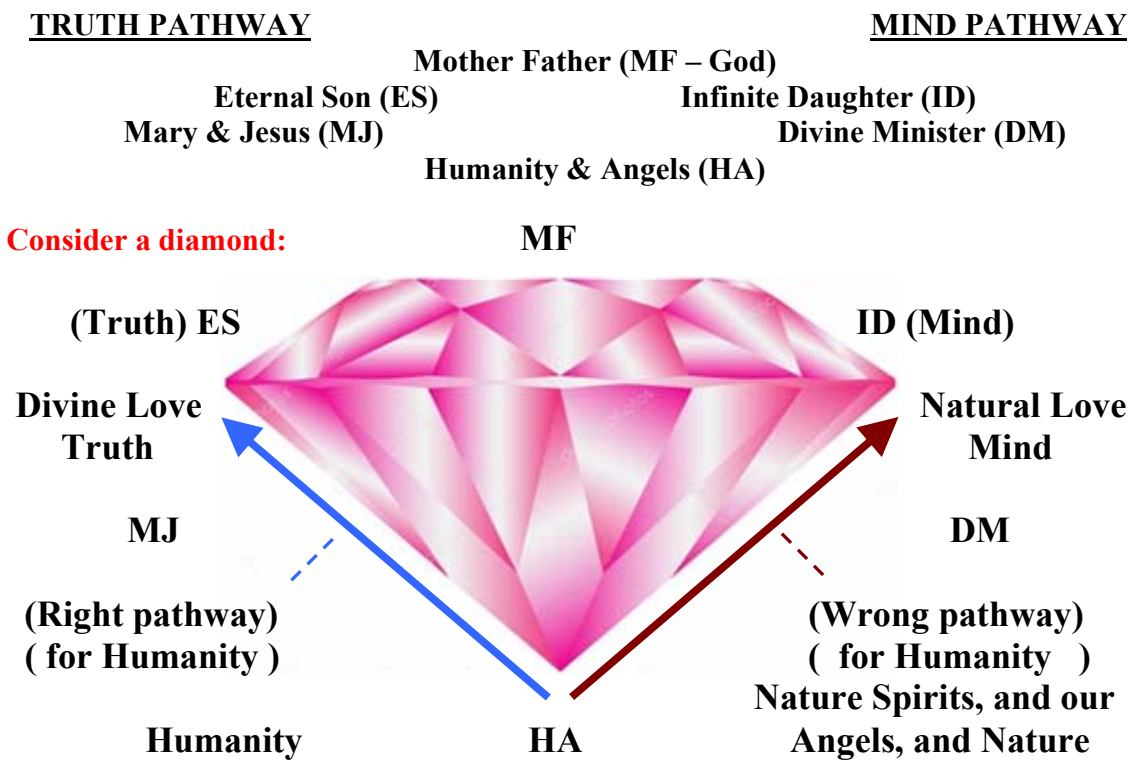 TRUTH PATHWAY MIND PATHWAY
Mother Father (MF – God)
Eternal Son (ES) Infinite Daughter (ID)
Mary & Jesus (MJ) Divine Minister (DM)
Humanity & Angels (HA)
Consider a diamond: MF
(Truth) ES ID (Mind)
Divine Love Natural Love
Truth Mind
MJ DM
(Right pathway) (Wrong pathway)
( for Humanity ) ( for Humanity )
Nature Spirits, and our
Humanity HA Angels, and Nature